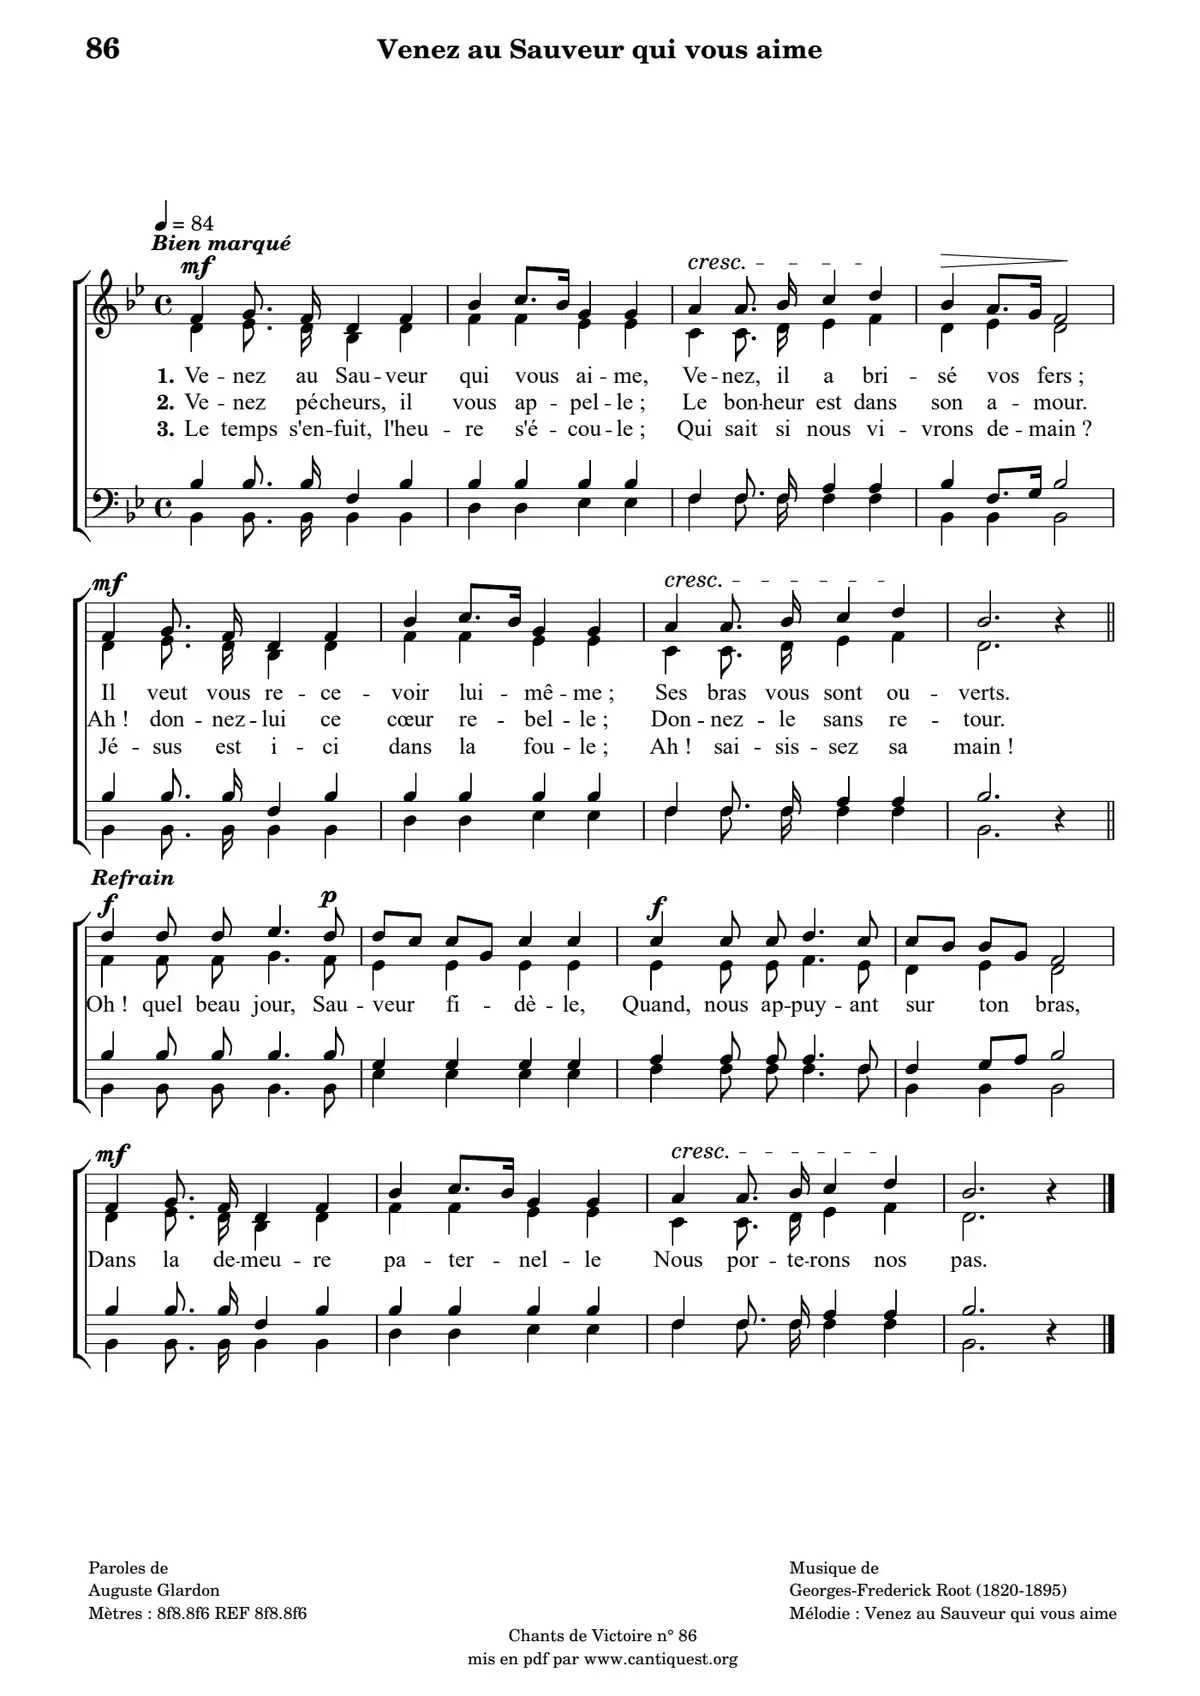 86
Venez au Sauveur qui vous aime
= 84
Bien marqué
mf
cresc.
1. Ve - nez au Sau - veur qui vous ai - me, Ve - nez, il a bri - sé vos fers ;
2. Ve - nez pécheurs, il vous ap - pel - le ; Le bon - heur est dans son a - mour.
3. Le temps s'en - fuit, l'heu - re s'é - cou - le ; Qui sait si nous vi - vrons de - main ?
mf
cresc.
Il veut vous re - ce - voir lui - mê - me ; Ses bras vous sont ou - verts.
Ah ! don - nez - lui ce cœur re - bel - le ; Don - nez - le sans re - tour.
Jé - sus est i - ci dans la fou - le ; Ah ! sai - sis - sez sa main !
Refrain
f
p
f
Oh ! quel beau jour, Sau - veur fi - dè - le, Quand, nous ap - puy - ant sur ton bras,
mf
cresc.
Dans la de - meu - re pa - ter - nel - le Nous por - te - rons nos pas.
Paroles de
Auguste Glardon
Mètres : 8f8.8f6 REF 8f8.8f6
Musique de
Georges-Frederick Root (1820-1895)
Mélodie : Venez au Sauveur qui vous aime
Chants de Victoire n° 86
mis en pdf par www.cantiquest.org